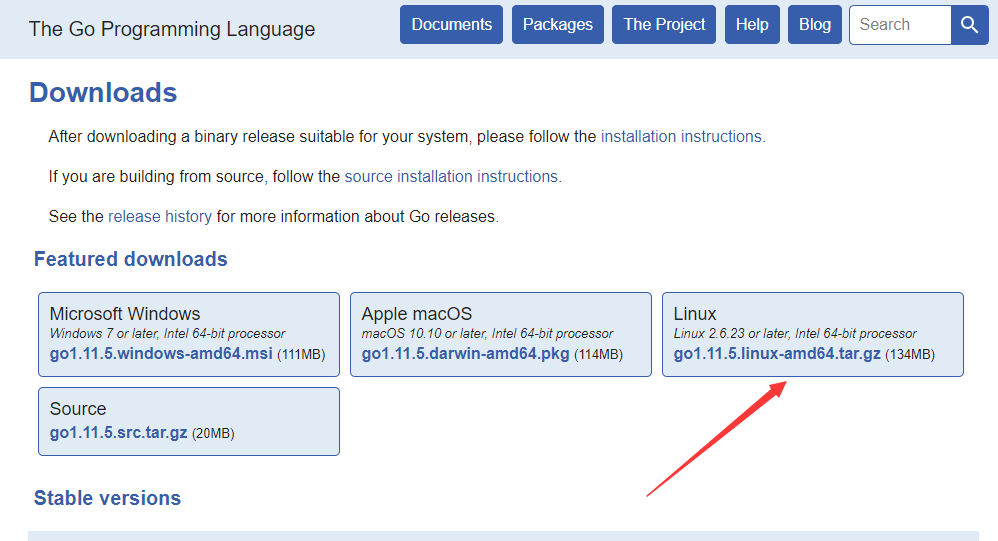 The Go Programming Language
Documents
Packages
The Project
Help
Blog
Search
Downloads
After downloading a binary release suitable for your system, please follow the installation instructions.
If you are building from source, follow the source installation instructions.
See the release history for more information about Go releases.
Featured downloads
Microsoft Windows
Windows 7 or later, Intel 64-bit processor
go1.11.5.windows-amd64.msi (111MB)
Apple macOS
macOS 10.10 or later, Intel 64-bit processor
go1.11.5.darwin-amd64.pkg (114MB)
Linux
Linux 2.6.23 or later, Intel 64-bit processor
go1.11.5.linux-amd64.tar.gz (134MB)
Source
go1.11.5.src.tar.gz (20MB)
Stable versions